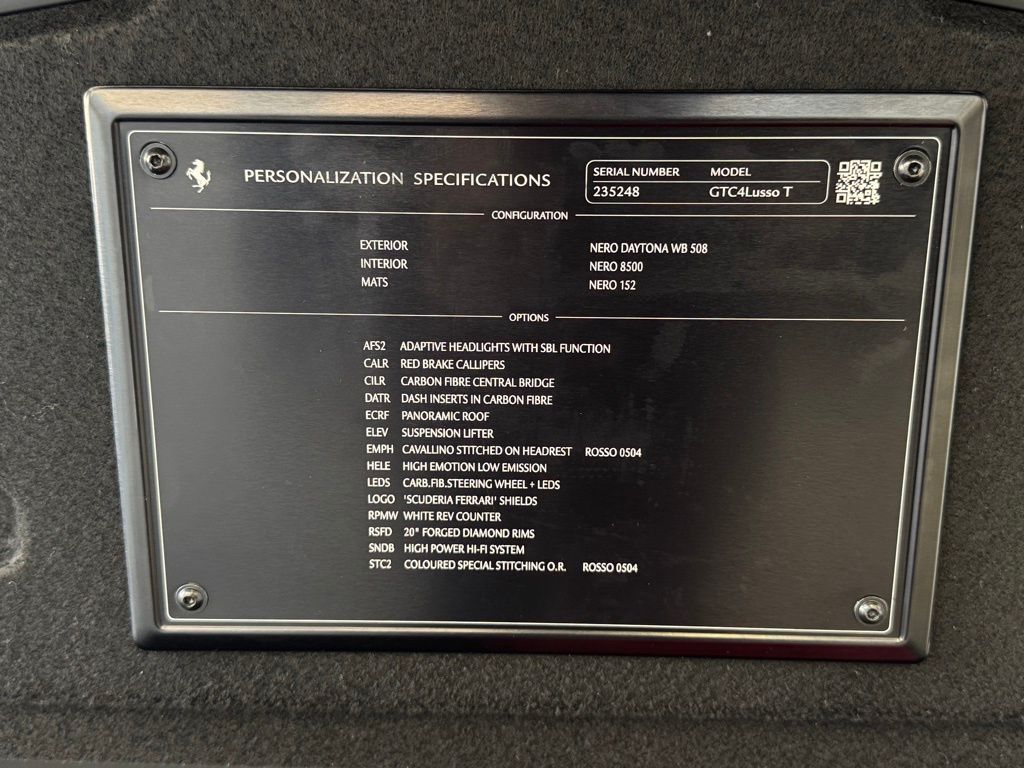 PERSONALIZATION SPECIFICATIONS
SERIAL NUMBER MODEL
235248 GTC4Lusso T
CONFIGURATION
EXTERIOR NERO DAYTONA WB 508
INTERIOR NERO 8500
MATS NERO 152
OPTIONS
AFS2 ADAPTIVE HEADLIGHTS WITH SBL FUNCTION
CALR RED BRAKE CALLIPERS
CILR CARBON FIBRE CENTRAL BRIDGE
DATR DASH INSERTS IN CARBON FIBRE
ECRF PANORAMIC ROOF
ELEV SUSPENSION LIFTER
EMPH CAVALLINO STITCHED ON HEADREST ROSSO 0504
HELE HIGH EMOTION LOW EMISSION
LEDS CARB.FIB.STEERING WHEEL + LEDS
LOGO 'SCUDERIA FERRARI' SHIELDS
RPMW WHITE REV COUNTER
RSFD 20" FORGED DIAMOND RIMS
SNDB HIGH POWER HI-FI SYSTEM
STC2 COLOURED SPECIAL STITCHING O.R. ROSSO 0504